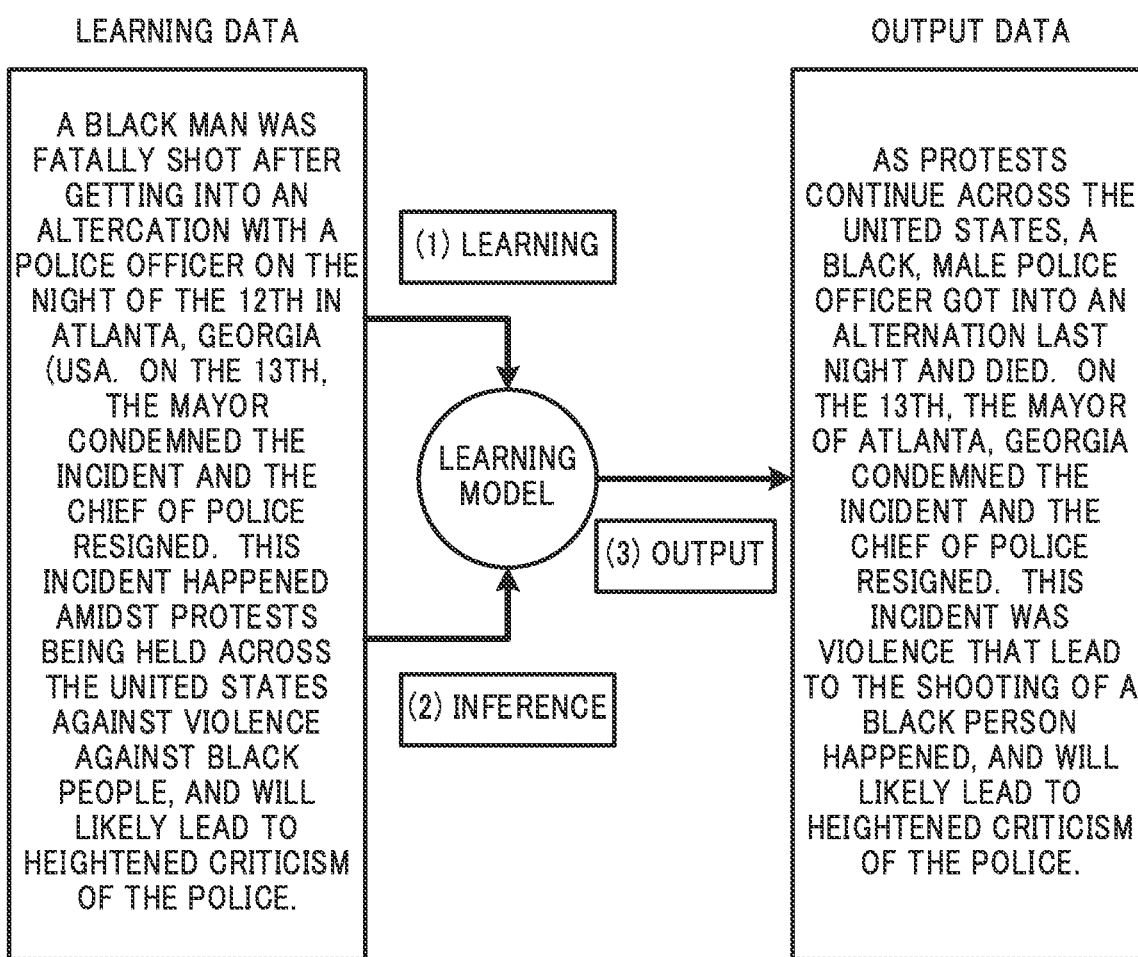 LEARNING DATA
A BLACK MAN WAS
FATALLY SHOT AFTER
GETTING INTO AN
ALTERCATION WITH A
POLICE OFFICER ON THE
NIGHT OF THE 12TH IN
ATLANTA, GEORGIA
(USA. ON THE 13TH,
THE MAYOR
CONDEMNED THE
INCIDENT AND THE
CHIEF OF POLICE
RESIGNED. THIS
INCIDENT HAPPENED
AMIDST PROTESTS
BEING HELD ACROSS
THE UNITED STATES
AGAINST VIOLENCE
AGAINST BLACK
PEOPLE, AND WILL
LIKELY LEAD TO
HEIGHTENED CRITICISM
OF THE POLICE.
(1) LEARNING
LEARNING
MODEL
(2) INFERENCE
(3) OUTPUT
OUTPUT DATA
AS PROTESTS
CONTINUE ACROSS THE
UNITED STATES, A
BLACK, MALE POLICE
OFFICER GOT INTO AN
ALTERNATION LAST
NIGHT AND DIED. ON
THE 13TH, THE MAYOR
OF ATLANTA, GEORGIA
CONDEMNED THE
INCIDENT AND THE
CHIEF OF POLICE
RESIGNED. THIS
INCIDENT WAS
VIOLENCE THAT LEAD
TO THE SHOOTING OF A
BLACK PERSON
HAPPENED, AND WILL
LIKELY LEAD TO
HEIGHTENED CRITICISM
OF THE POLICE.